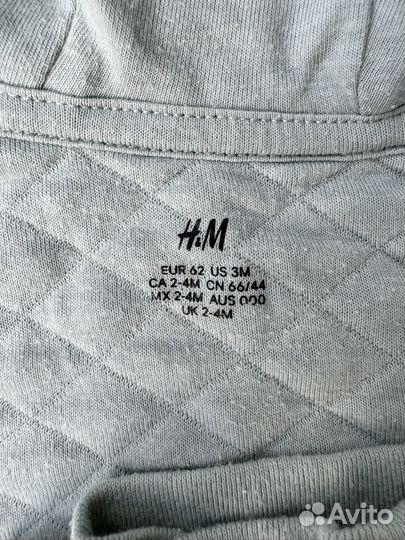 H&M
EUR 62 US 3M
CA 2-4M CN 66/44
MX 2-4M AUS 000
UK 2-4M
Avito